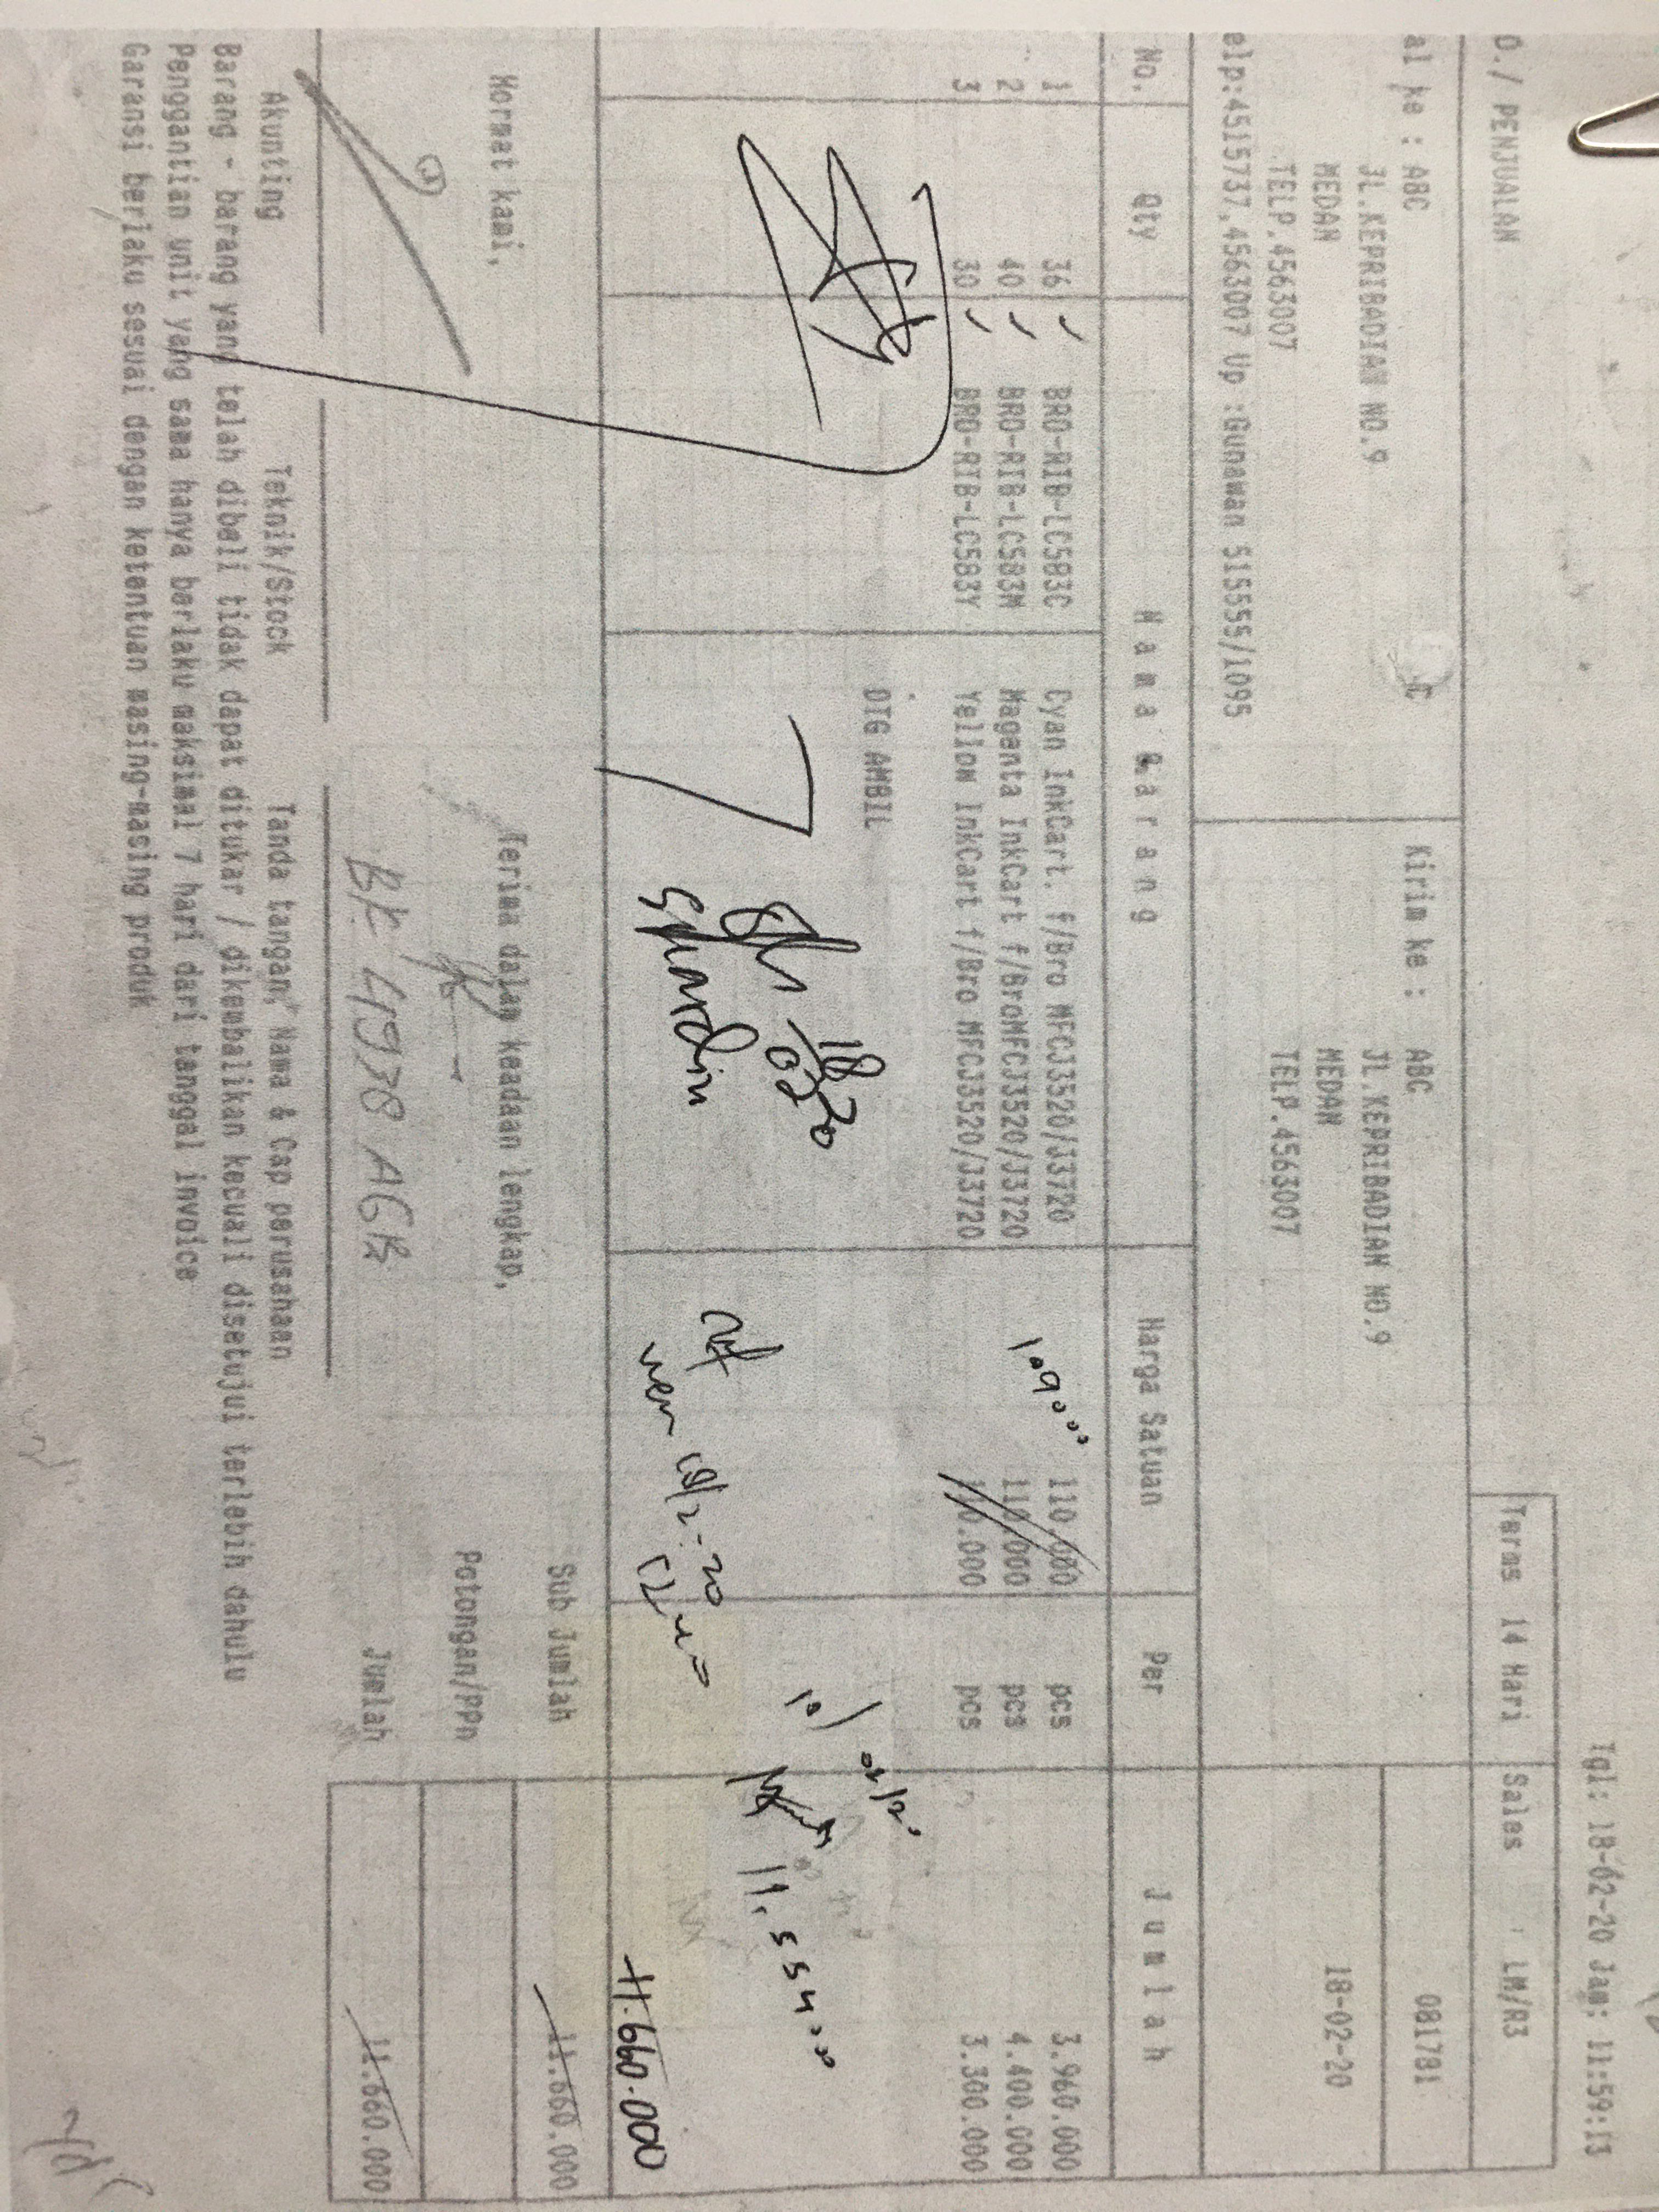 Tgl: 18-02-20 Jam: 11:59:13
O./ PENJUALAN
Terms 14 Hari Sales : LM/R3
al ke : ABC
JL.KEPRIBADIAN NO.9
MEDAN
TELP.4563007
elp:4515737,4563007 Up :Gunawan 515555/1095
Kirim ke : ABC
JL.KEPRIBADIAN NO.9
MEDAN
TELP.4563007
081781
18-02-20
No. Qty Nama Barang Harga Satuan Per Jumlah
1 36 BRO-RIB-LC583C Cyan InkCart. f/Bro MFCJ3520/J3720 110.000 pcs 3.960.000
2 40 BRO-RIB-LC583M Magenta InkCart f/BroMFCJ3520/J3720 110.000 pcs 4.400.000
3 30 BRO-RIB-LC583Y Yellow InkCart f/Bro MFC3520/J3720 110.000 pcs 3.300.000
109000
DIG AMBIL
18/02-20
11.554000
18/2-20
11.660.000
Sub Jumlah 11.660.000
Hormat kami, Terima dalam keadaan lengkap,
Potongan/PPn
Jumlah 11.660.000
BK 4938 AGB
Akunting Teknik/Stock Tanda tangan, Nama & Cap perusahaan
Barang - barang yang telah dibeli tidak dapat ditukar / dikembalikan kecuali disetujui terlebih dahulu
Penggantian unit yang sama hanya berlaku maksimal 7 hari dari tanggal invoice
Garansi berlaku sesuai dengan ketentuan masing-masing produk